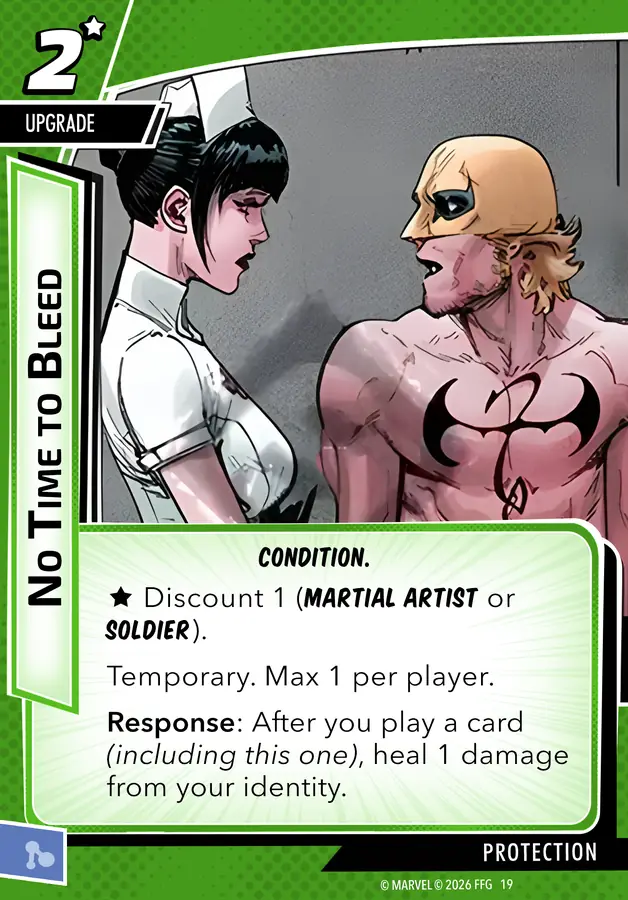 2★
UPGRADE
No Time to Bleed
CONDITION.
★ Discount 1 (MARTIAL ARTIST or
SOLDIER).
Temporary. Max 1 per player.
Response: After you play a card
(including this one), heal 1 damage
from your identity.
PROTECTION
© MARVEL © 2026 FFG 19